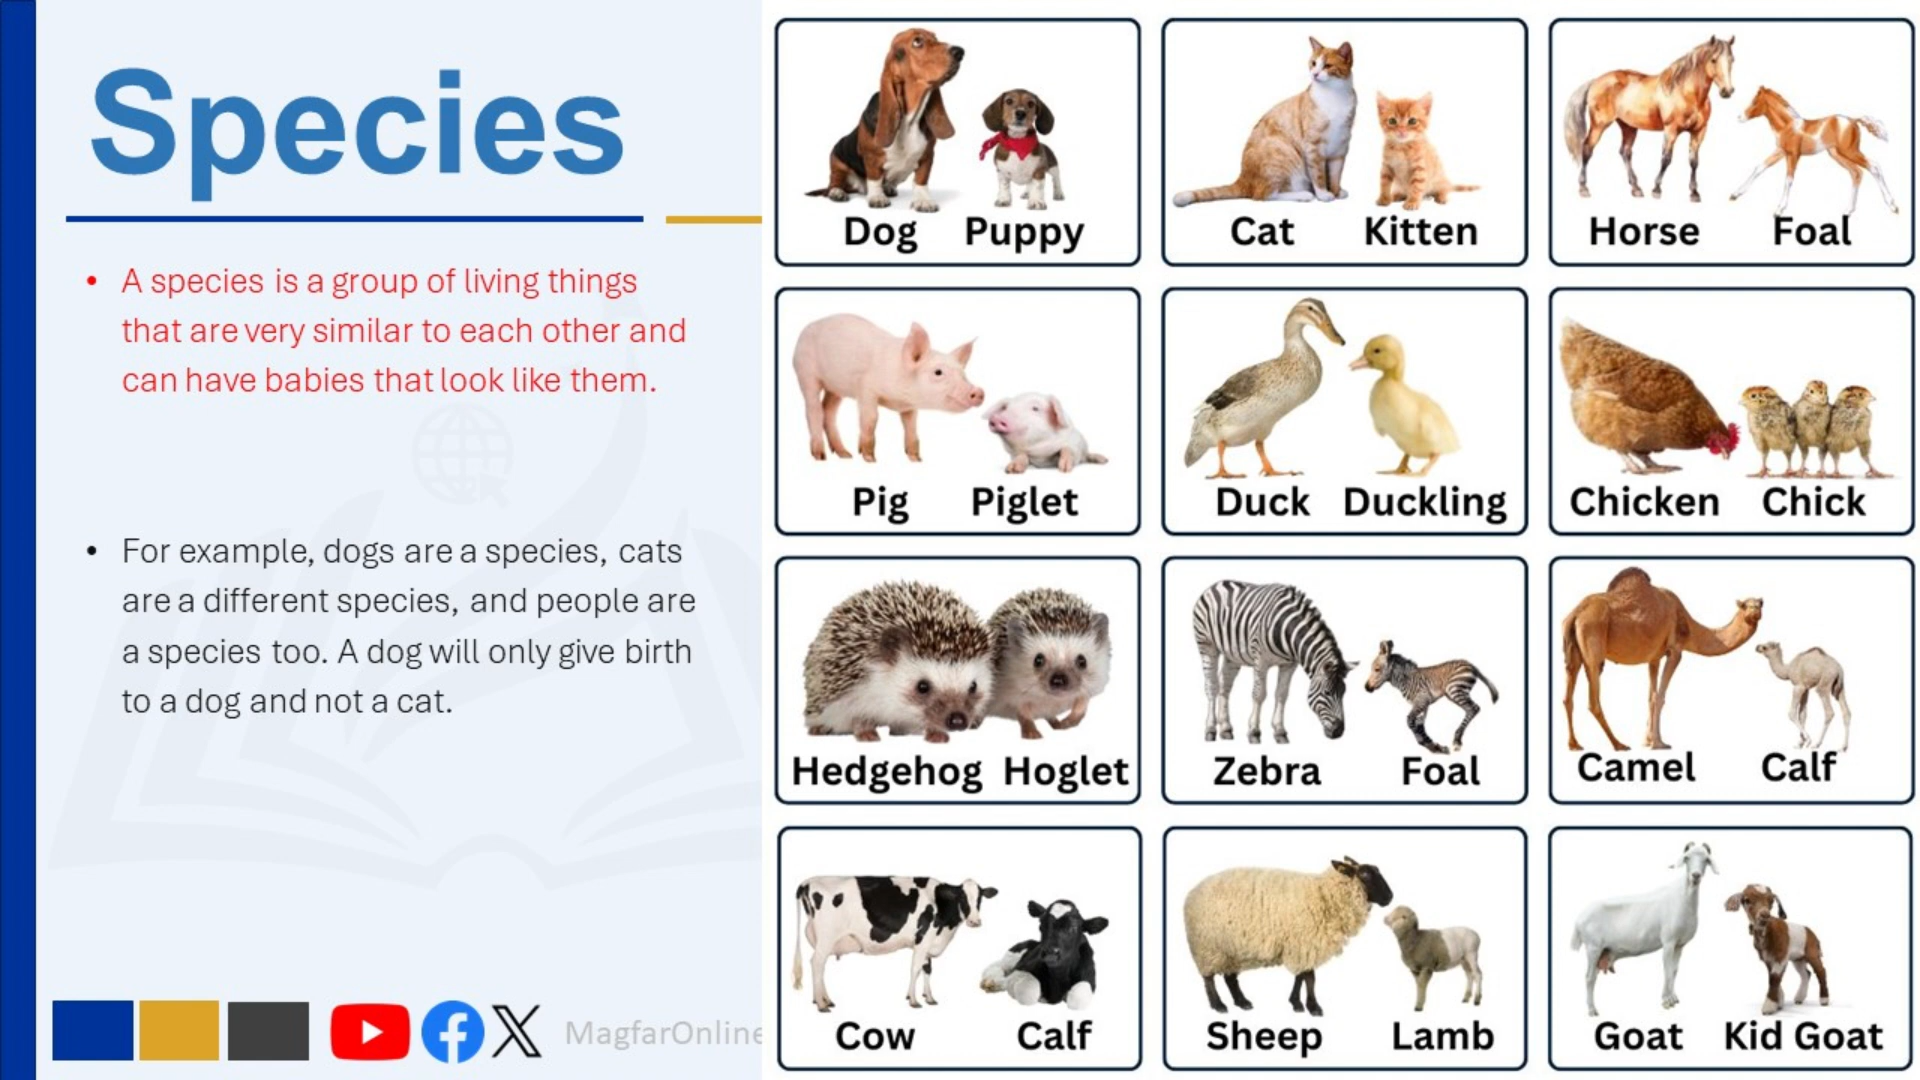 Species
• A species is a group of living things
that are very similar to each other and
can have babies that look like them.
• For example, dogs are a species, cats
are a different species, and people are
a species too. A dog will only give birth
to a dog and not a cat.
MagfarOnline
Dog Puppy
Cat Kitten
Horse Foal
Pig Piglet
Duck Duckling
Chicken Chick
Hedgehog Hoglet
Zebra Foal
Camel Calf
Cow Calf
Sheep Lamb
Goat Kid Goat